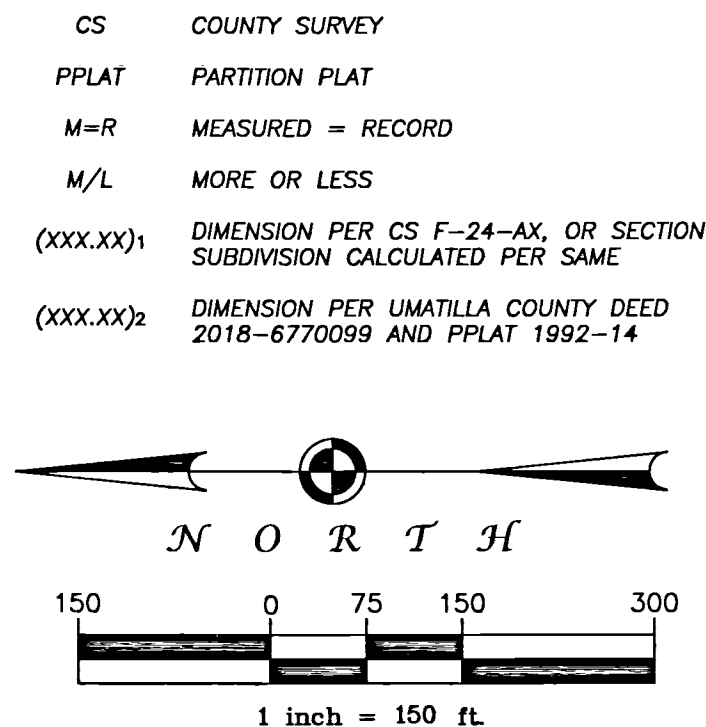 CS COUNTY SURVEY
PPLAT PARTITION PLAT
M=R MEASURED = RECORD
M/L MORE OR LESS
(XXX.XX)1 DIMENSION PER CS F-24-AX, OR SECTION
SUBDIVISION CALCULATED PER SAME
(XXX.XX)2 DIMENSION PER UMATILLA COUNTY DEED
2018-6770099 AND PPLAT 1992-14
N O R T H
150 0 75 150 300
1 inch = 150 ft.